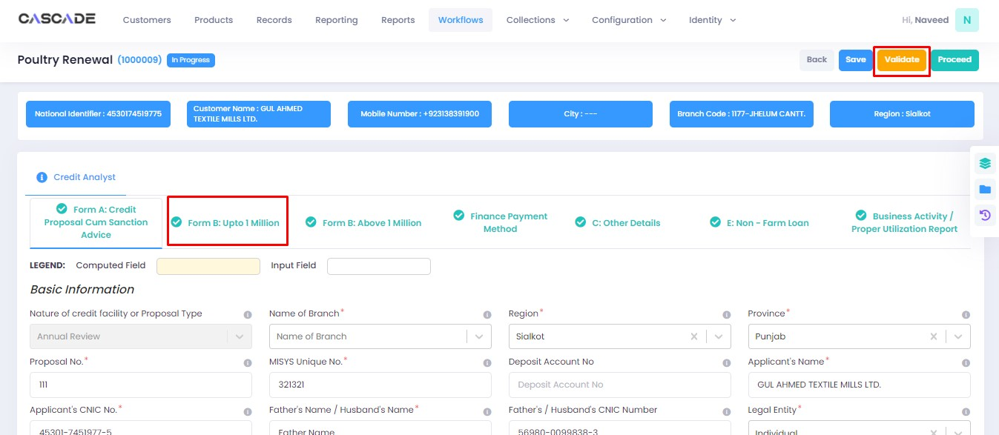 CASCADE
Customers
Products
Records
Reporting
Reports
Workflows
Collections
Configuration
Identity
Hi, Naveed
N
Poultry Renewal (1000009) In Progress
Back
Save
Validate
Proceed
National Identifier : 4530174519775
Customer Name : GUL AHMED
TEXTILE MILLS LTD.
Mobile Number : +923138391900
City : ---
Branch Code : 1177-JHELUM CANTT.
Region : Sialkot
Credit Analyst
Form A: Credit
Proposal Cum Sanction
Advice
Form B: Upto 1 Million
Form B: Above 1 Million
Finance Payment
Method
C: Other Details
E: Non - Farm Loan
Business Activity /
Proper Utilization Report
LEGEND: Computed Field Input Field
Basic Information
Nature of credit facility or Proposal Type
Name of Branch*
Region*
Province*
Annual Review
Name of Branch
Sialkot
Punjab
Proposal No.*
MISYS Unique No.*
Deposit Account No
Applicant's Name*
111
321321
Deposit Account No
GUL AHMED TEXTILE MILLS LTD.
Applicant's CNIC No.*
Father's Name / Husband's Name*
Father's / Husband's CNIC Number
Legal Entity*
45301-7451977-5
Father Name
56980-0099838-3
Individual